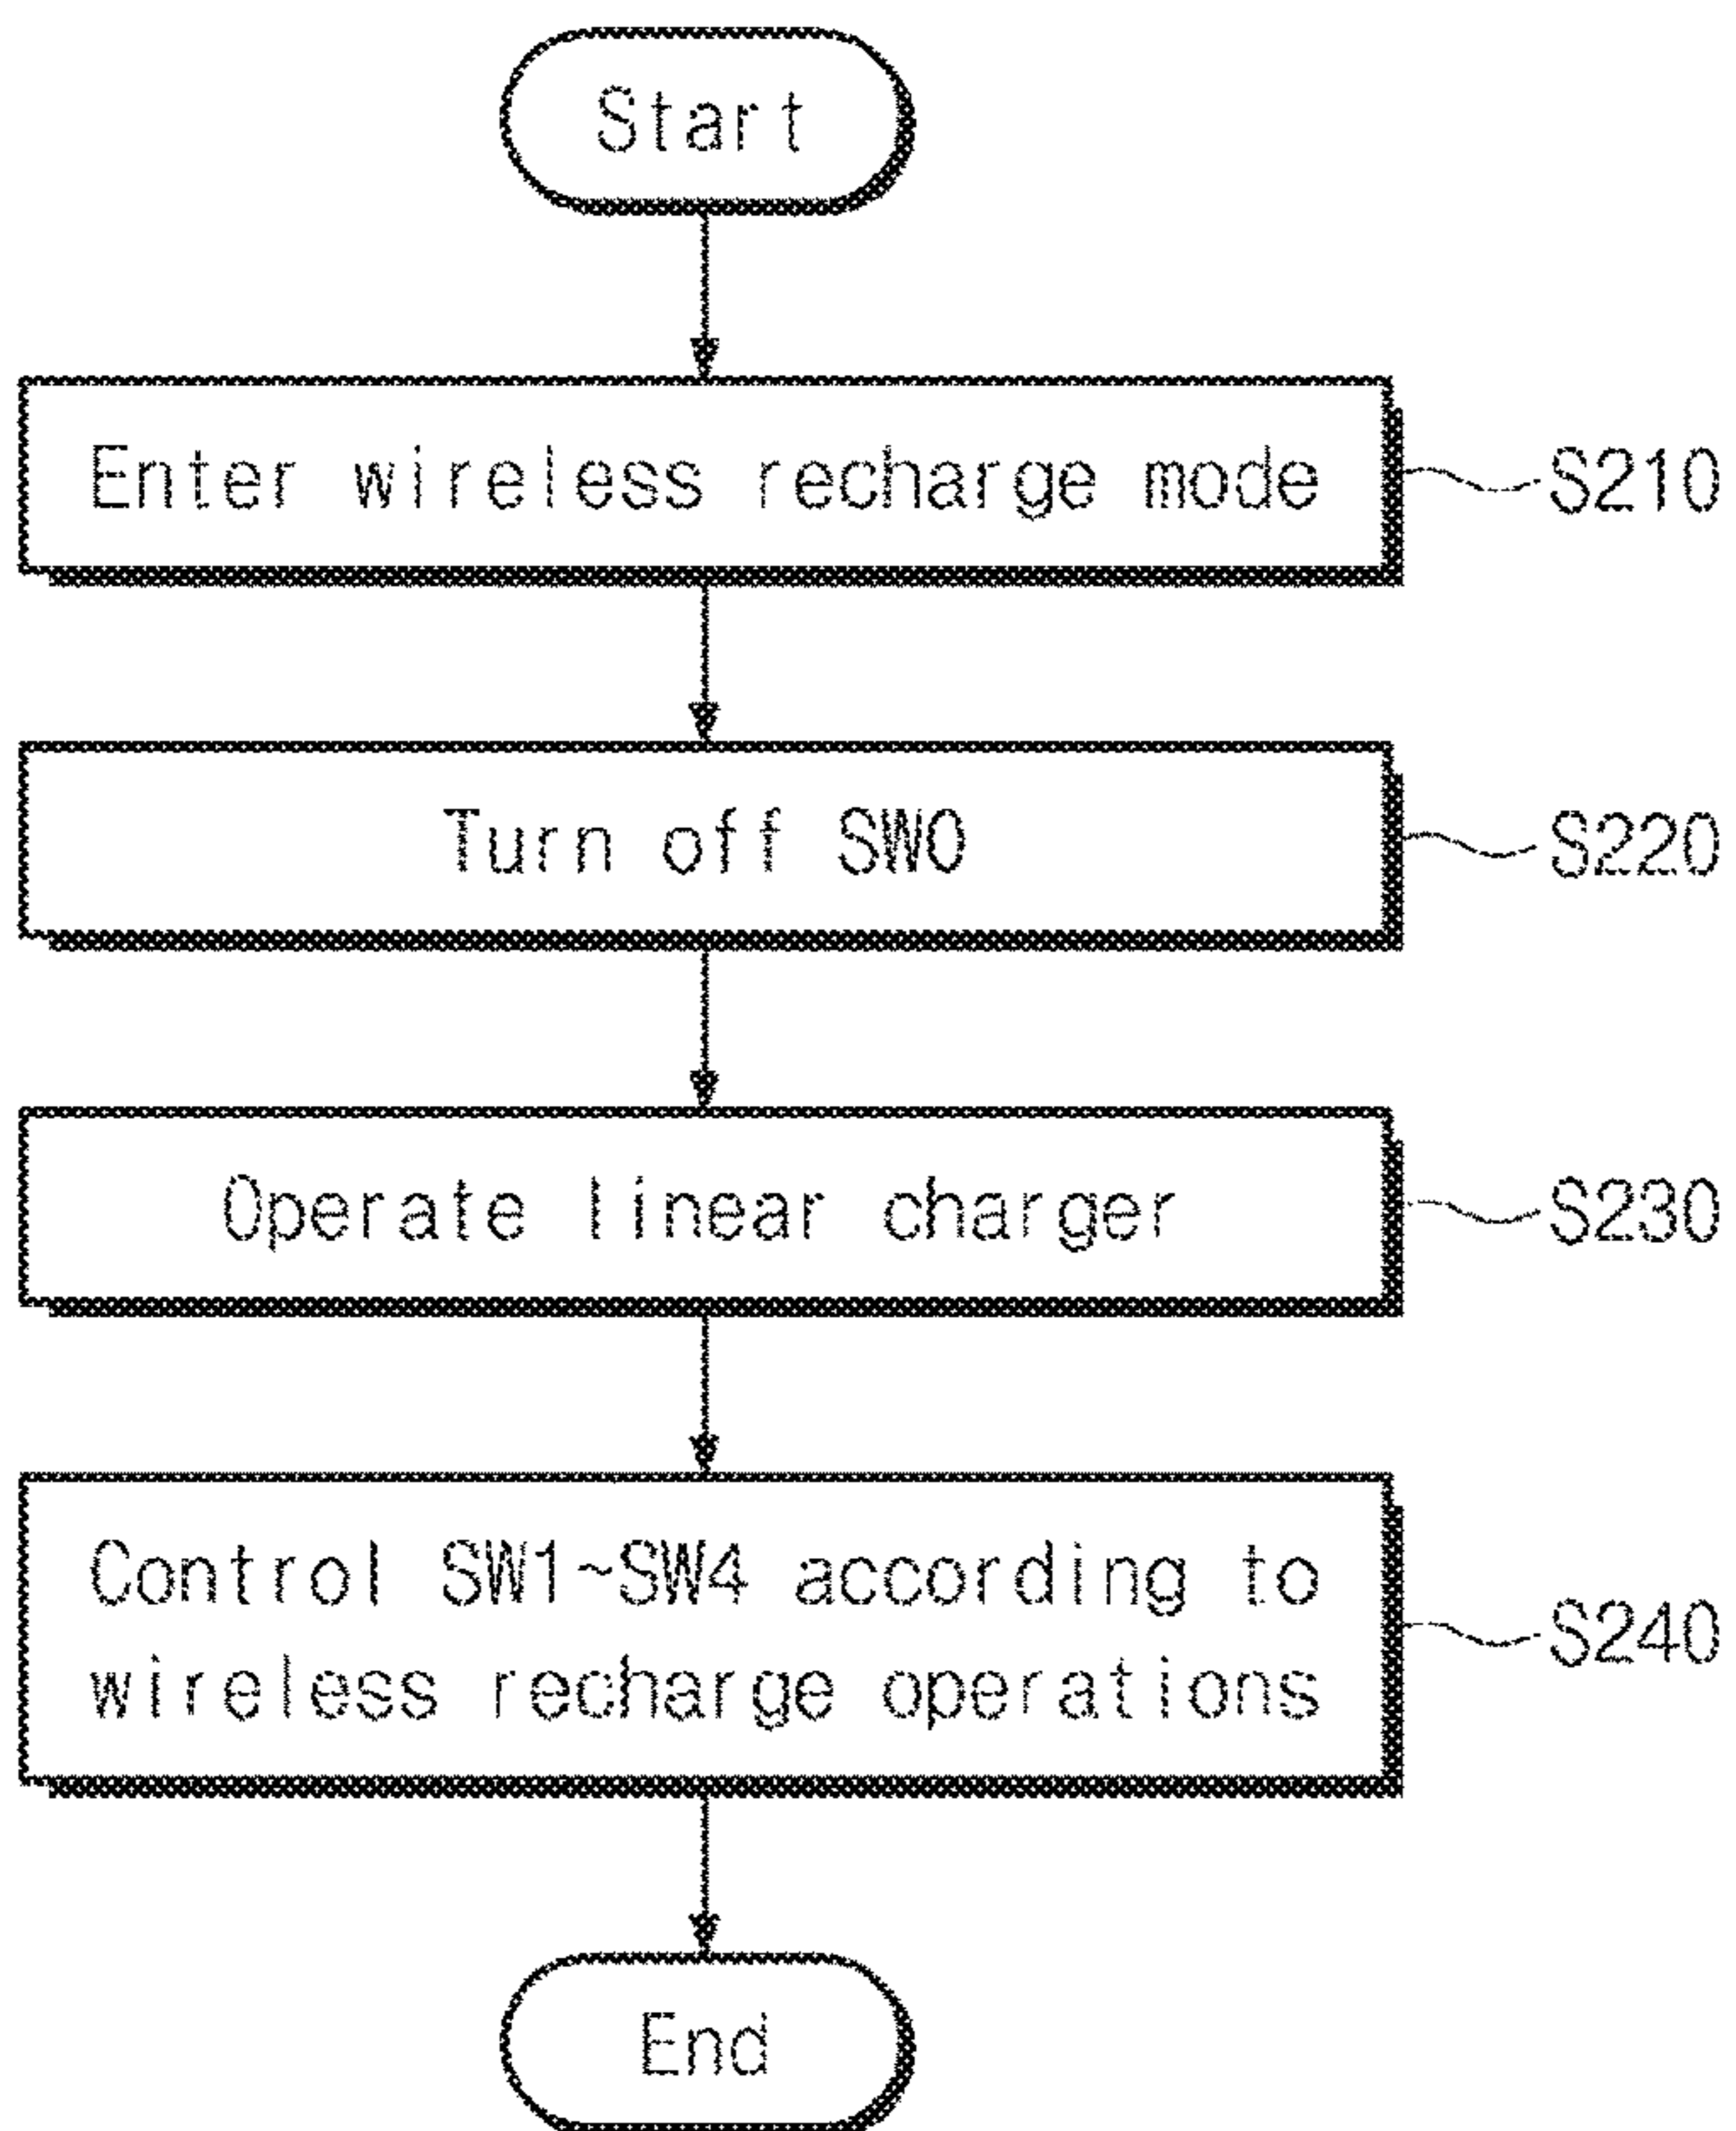 Start
Enter wireless recharge mode
S210
Turn off SW0
S220
Operate linear charger
S230
Control SW1~SW4 according to
wireless recharge operations
S240
End